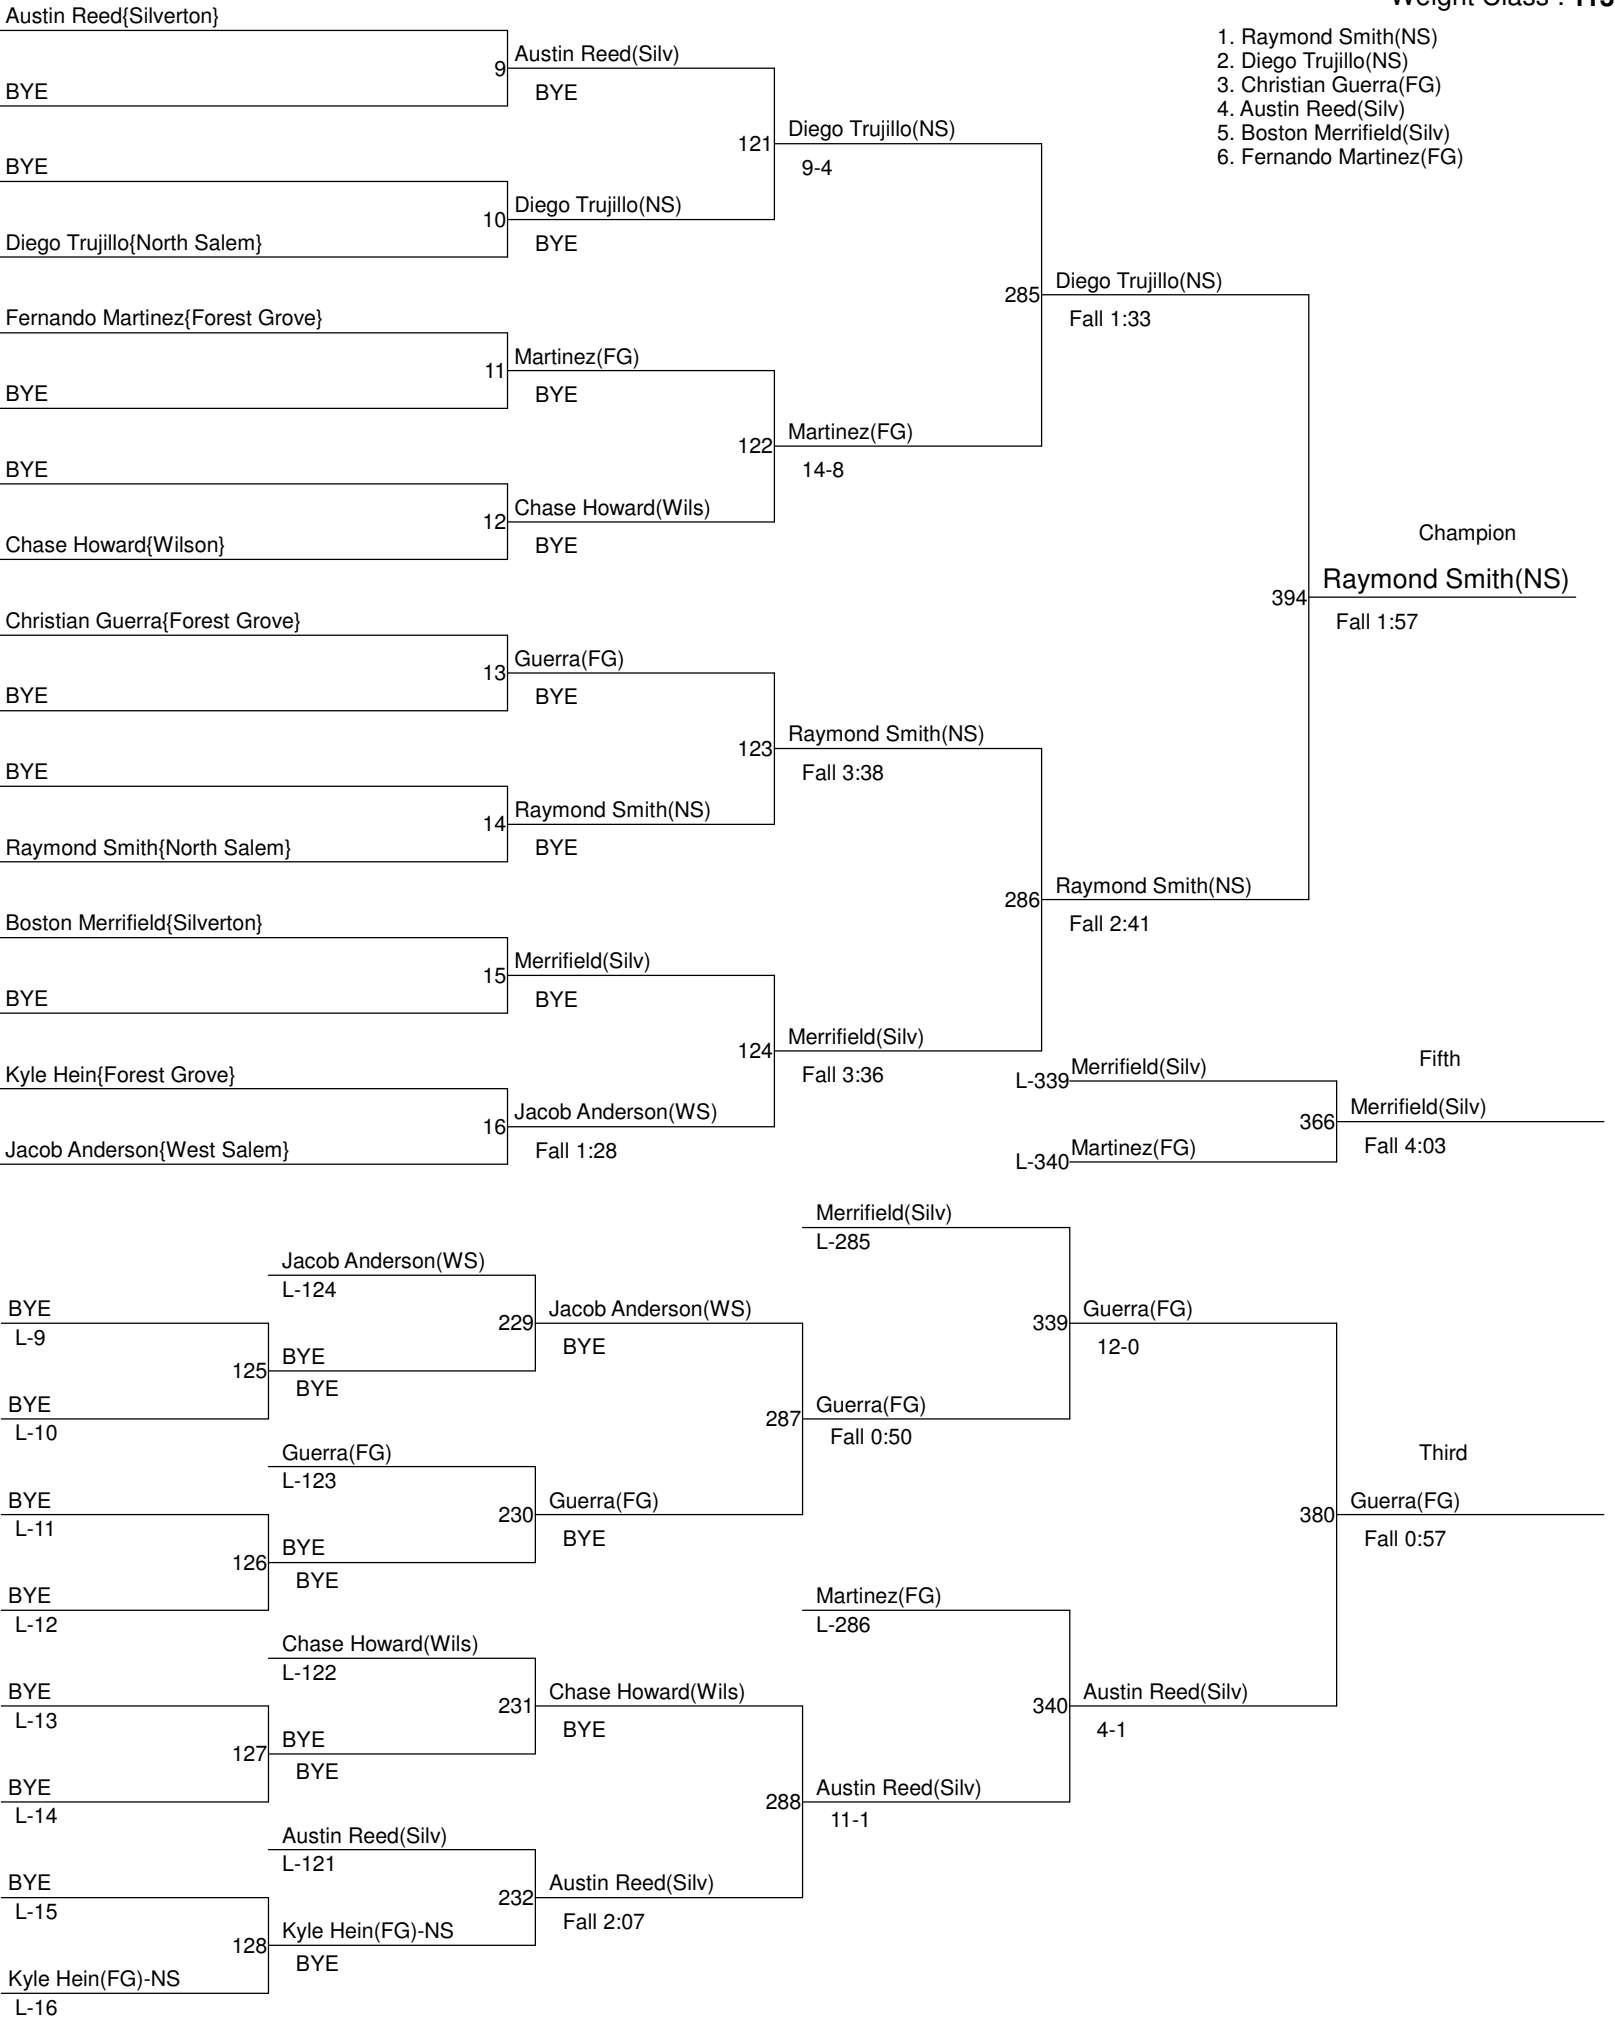 Austin Reed{Silverton}
1. Raymond Smith(NS)
2. Diego Trujillo(NS)
3. Christian Guerra(FG)
4. Austin Reed(Silv)
5. Boston Merrifield(Silv)
6. Fernando Martinez(FG)
9
Austin Reed(Silv)
BYE
BYE
121
Diego Trujillo(NS)
9-4
BYE
10
Diego Trujillo(NS)
BYE
Diego Trujillo{North Salem}
285
Diego Trujillo(NS)
Fall 1:33
Fernando Martinez{Forest Grove}
11
Martinez(FG)
BYE
BYE
122
Martinez(FG)
14-8
BYE
12
Chase Howard(Wils)
BYE
Chase Howard{Wilson}
Champion
394
Raymond Smith(NS)
Fall 1:57
Christian Guerra{Forest Grove}
13
Guerra(FG)
BYE
BYE
123
Raymond Smith(NS)
Fall 3:38
BYE
14
Raymond Smith(NS)
BYE
Raymond Smith{North Salem}
286
Raymond Smith(NS)
Fall 2:41
Boston Merrifield{Silverton}
15
Merrifield(Silv)
BYE
BYE
124
Merrifield(Silv)
Fall 3:36
Kyle Hein{Forest Grove}
16
Jacob Anderson(WS)
Fall 1:28
Jacob Anderson{West Salem}
Fifth
L-339
Merrifield(Silv)
366
Merrifield(Silv)
Fall 4:03
L-340
Martinez(FG)
Merrifield(Silv)
L-285
Jacob Anderson(WS)
L-124
BYE
L-9
229
Jacob Anderson(WS)
BYE
339
Guerra(FG)
12-0
125
BYE
BYE
BYE
L-10
287
Guerra(FG)
Fall 0:50
Guerra(FG)
L-123
Third
BYE
L-11
230
Guerra(FG)
BYE
380
Guerra(FG)
Fall 0:57
126
BYE
BYE
BYE
L-12
Martinez(FG)
L-286
Chase Howard(Wils)
L-122
BYE
L-13
231
Chase Howard(Wils)
BYE
340
Austin Reed(Silv)
4-1
127
BYE
BYE
BYE
L-14
288
Austin Reed(Silv)
11-1
Austin Reed(Silv)
L-121
BYE
L-15
232
Austin Reed(Silv)
Fall 2:07
128
Kyle Hein(FG)-NS
BYE
Kyle Hein(FG)-NS
L-16